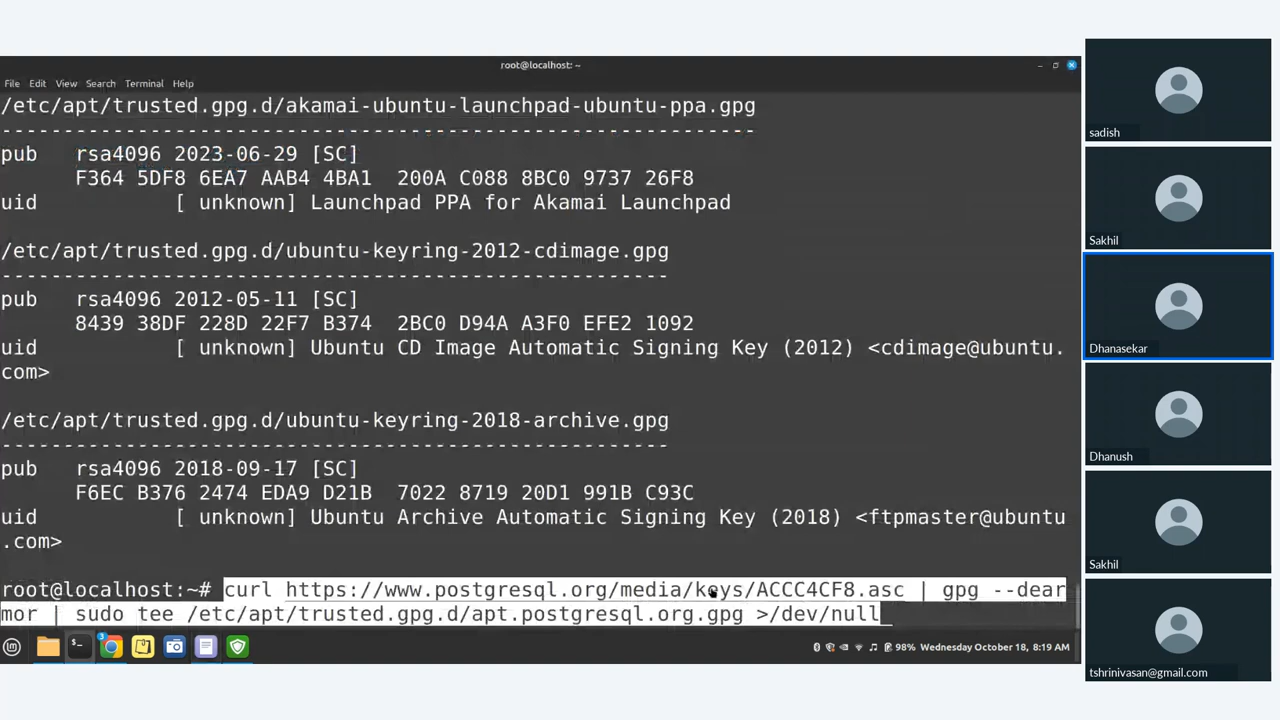 root@localhost: ~
File Edit View Search Terminal Help
/etc/apt/trusted.gpg.d/akamai-ubuntu-launchpad-ubuntu-ppa.gpg
-------------------------------------------------------------
pub   rsa4096 2023-06-29 [SC]
      F364 5DF8 6EA7 AAB4 4BA1  200A C088 8BC0 9737 26F8
uid           [ unknown] Launchpad PPA for Akamai Launchpad
/etc/apt/trusted.gpg.d/ubuntu-keyring-2012-cdimage.gpg
------------------------------------------------------
pub   rsa4096 2012-05-11 [SC]
      8439 38DF 228D 22F7 B374  2BC0 D94A A3F0 EFE2 1092
uid           [ unknown] Ubuntu CD Image Automatic Signing Key (2012) <cdimage@ubuntu.
com>
/etc/apt/trusted.gpg.d/ubuntu-keyring-2018-archive.gpg
------------------------------------------------------
pub   rsa4096 2018-09-17 [SC]
      F6EC B376 2474 EDA9 D21B  7022 8719 20D1 991B C93C
uid           [ unknown] Ubuntu Archive Automatic Signing Key (2018) <ftpmaster@ubuntu
.com>
root@localhost:~# curl https://www.postgresql.org/media/keys/ACCC4CF8.asc | gpg --dear
mor | sudo tee /etc/apt/trusted.gpg.d/apt.postgresql.org.gpg >/dev/null
3
98% Wednesday October 18, 8:19 AM
sadish
Sakhil
Dhanasekar
Dhanush
Sakhil
tshrinivasan@gmail.com